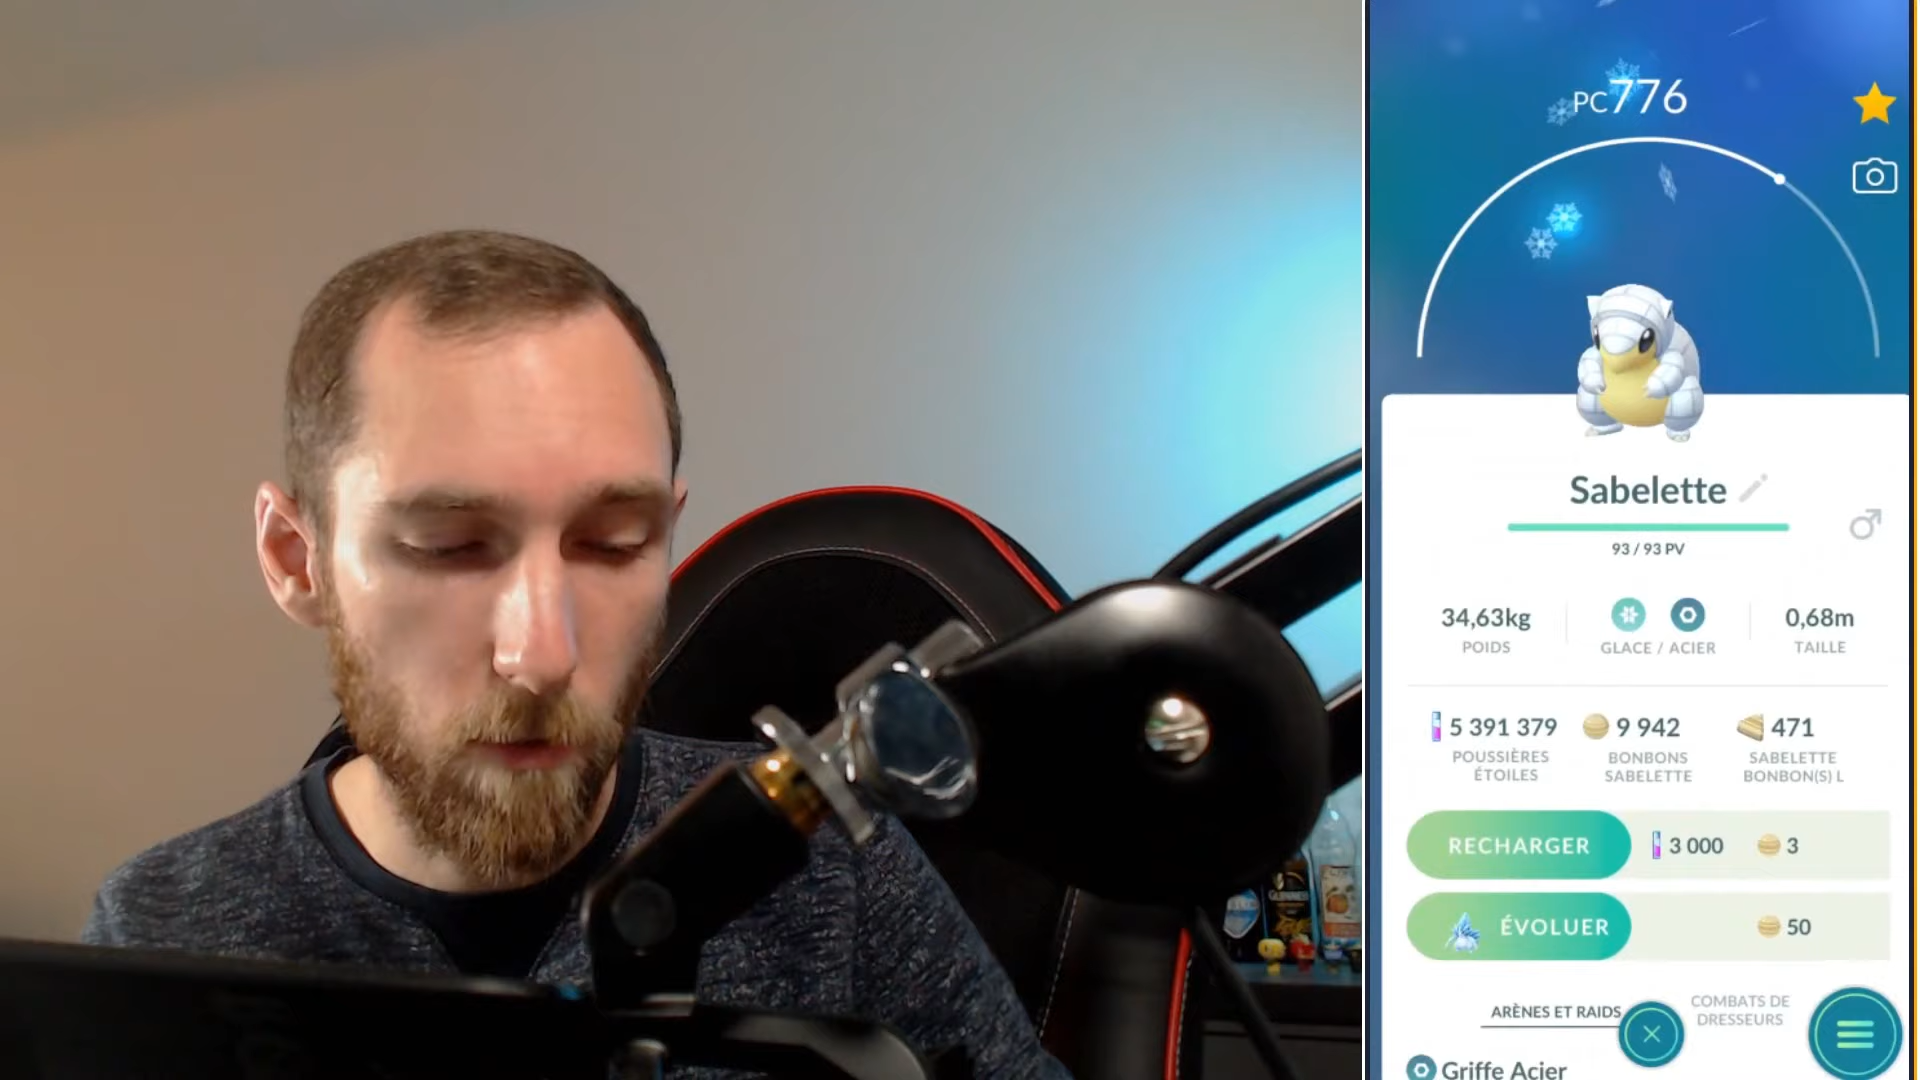 PC776
Sabelette
93 / 93 PV
34,63kg
POIDS
GLACE / ACIER
0,68m
TAILLE
5 391 379
POUSSIÈRES
ÉTOILES
9 942
BONBONS
SABELETTE
471
SABELETTE
BONBON(S) L
RECHARGER
3 000
3
ÉVOLUER
50
ARÈNES ET RAIDS
COMBATS DE
DRESSEURS
Griffe Acier
GUINNESS